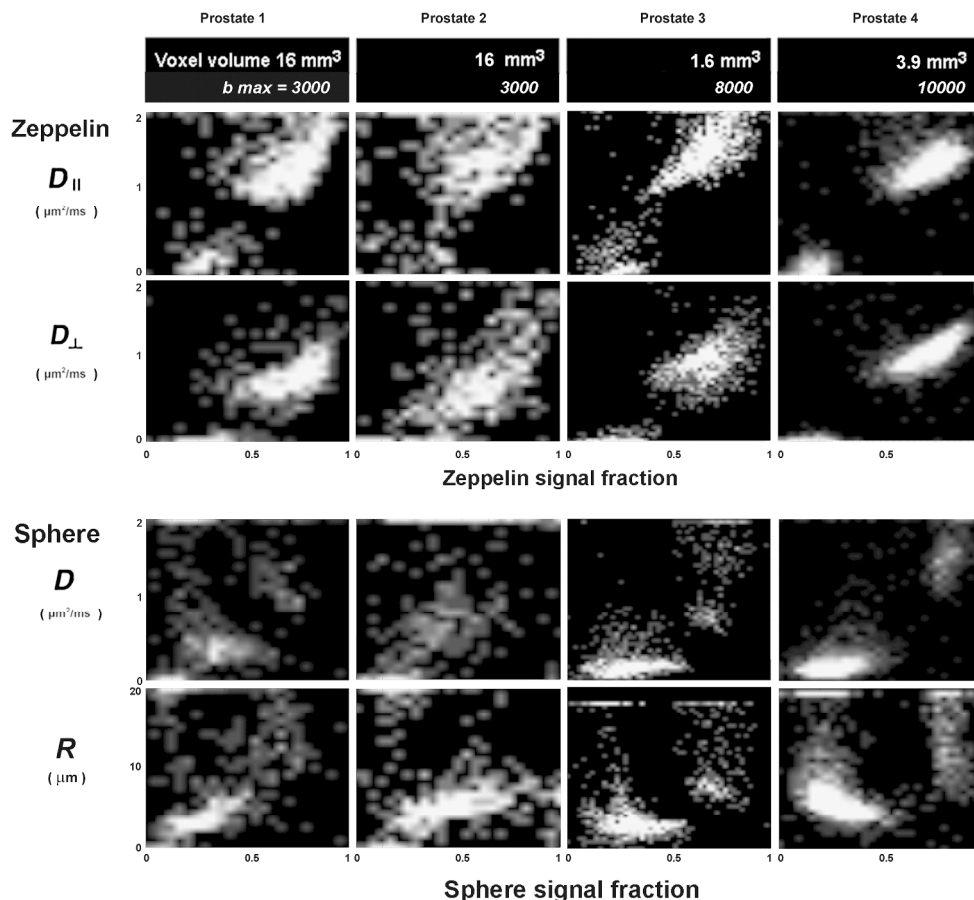 Prostate 1 Prostate 2 Prostate 3 Prostate 4
Voxel volume 16 mm³ 16 mm³ 1.6 mm³ 3.9 mm³
b max = 3000 3000 8000 10000
Zeppelin
D||
( µm²/ms )
2
1
0
D⊥
( µm²/ms )
2
1
0
0 0.5 1 0 0.5 1 0 0.5 1 0 0.5
Zeppelin signal fraction
Sphere
D
( µm²/ms )
2
1
0
R
( µm )
20
10
0
0 0.5 1 0 0.5 1 0 0.5 1 0 0.5
Sphere signal fraction